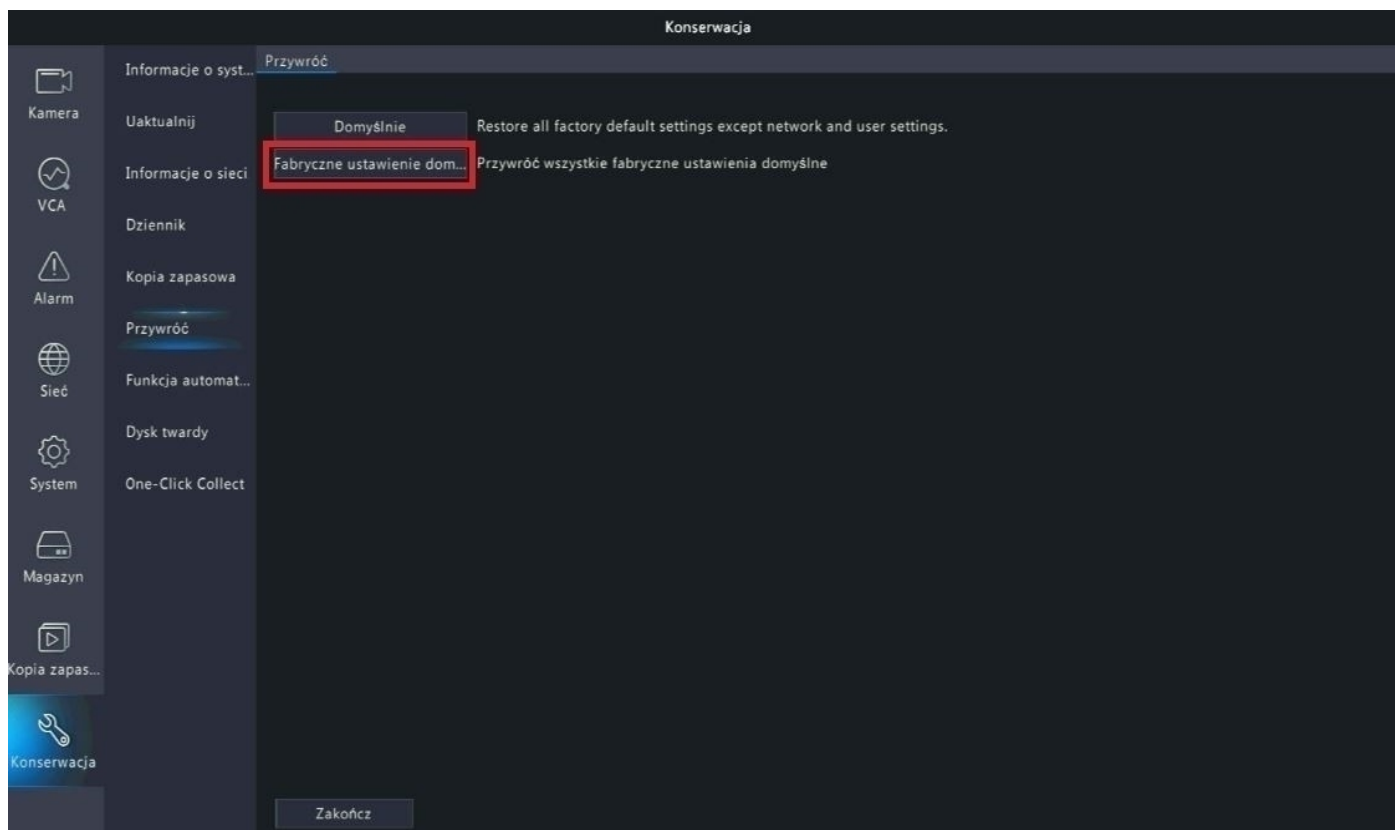 Konserwacja
Kamera
VCA
Alarm
Sieć
System
Magazyn
Kopia zapas...
Konserwacja
Informacje o syst...
Uaktualnij
Informacje o sieci
Dziennik
Kopia zapasowa
Przywróć
Funkcja automat...
Dysk twardy
One-Click Collect
Przywróć
Domyślnie Restore all factory default settings except network and user settings.
Fabryczne ustawienie dom... Przywróć wszystkie fabryczne ustawienia domyślne
Zakończ